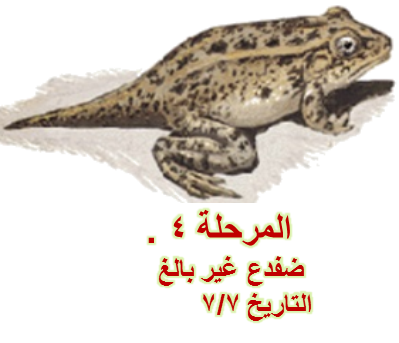 المرحلة ٤ .
ضفدع غير بالغ
التاريخ ٧/٧